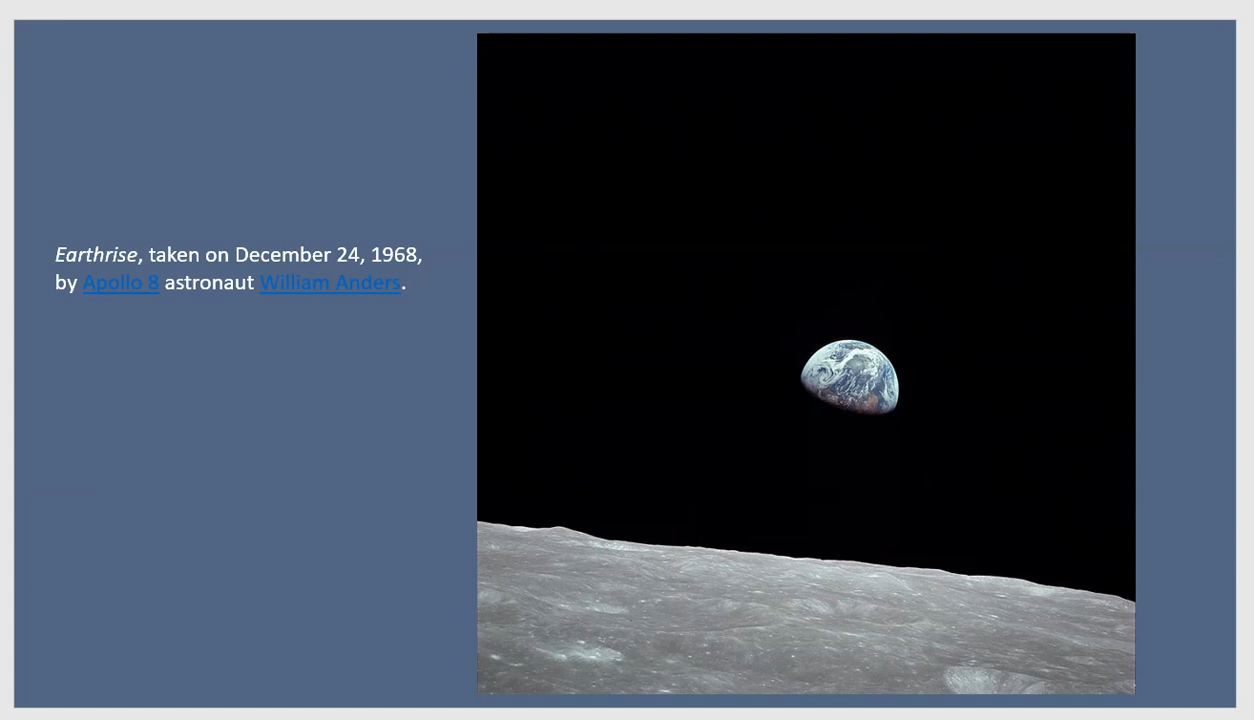 Earthrise, taken on December 24, 1968,
by Apollo 8 astronaut William Anders.